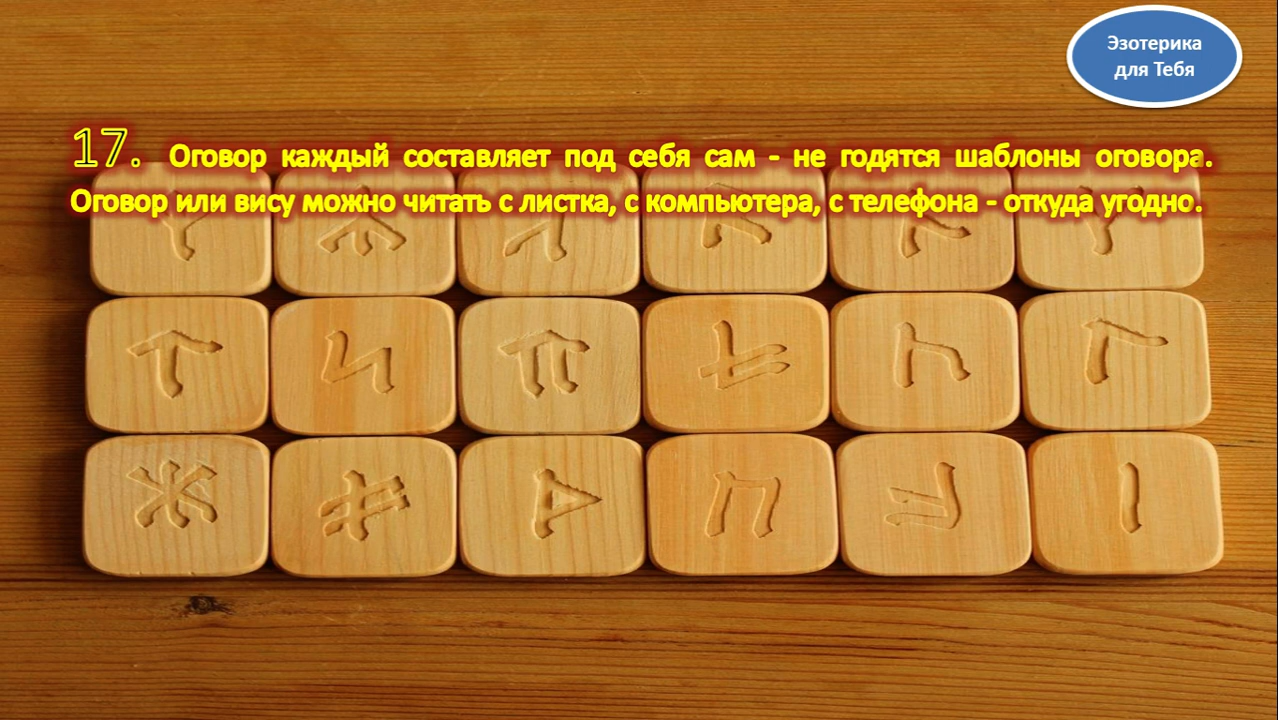 Эзотерика
для Тебя
17. Оговор каждый составляет под себя сам - не годятся шаблоны оговора.
Оговор или вису можно читать с листка, с компьютера, с телефона - откуда угодно.